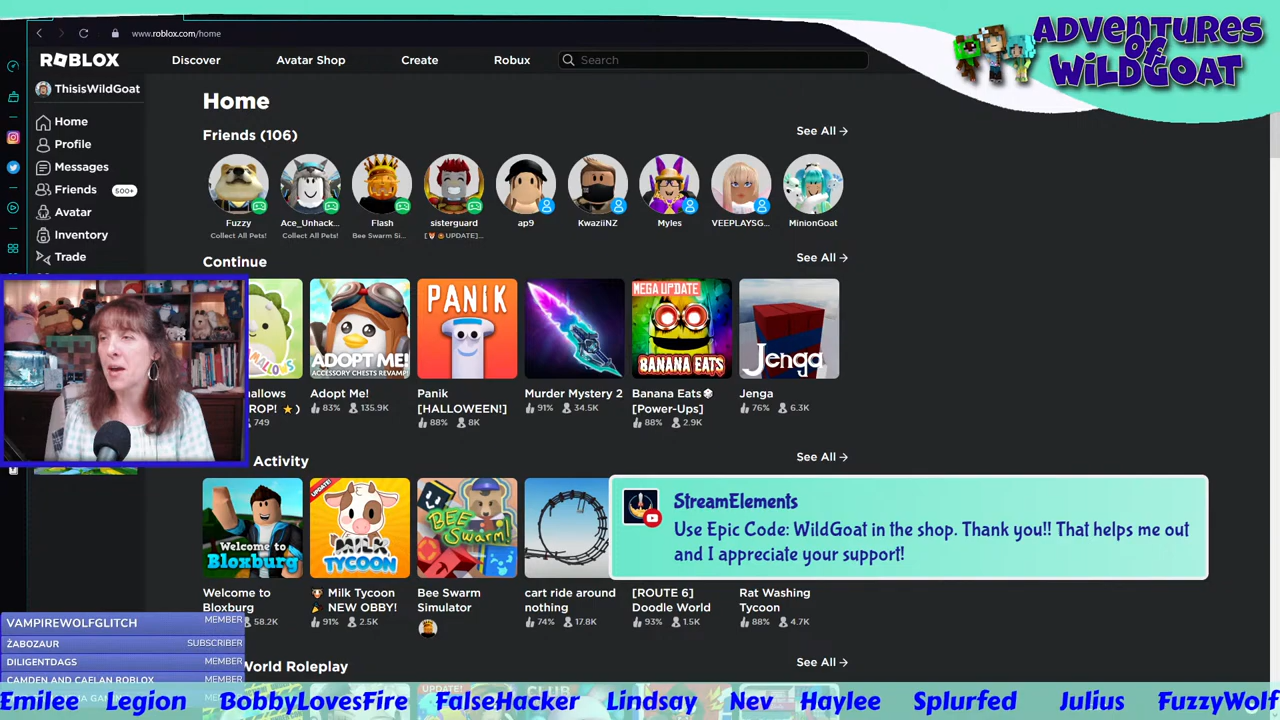 www.roblox.com/home
ADVENTURES
OF
WILDGOAT
ROBLOX
Discover
Avatar Shop
Create
Robux
Search
ThisisWildGoat
Home
Profile
Messages
Friends
500+
Avatar
Inventory
Trade
Home
Friends (106)
See All →
Fuzzy
Ace_Unhack...
Flash
sisterguard
ap9
KwaziiNZ
Myles
VEEPLAYSG...
MinionGoat
Collect All Pets!
Collect All Pets!
Bee Swarm Si...
UPDATE]...
Continue
See All →
PANIK
ADOPT ME!
ACCESSORY CHESTS REVAMP!
MEGA UPDATE
BANANA EATS
Jenga
Adopt Me!
83% 135.9K
Panik
[HALLOWEEN!]
88% 8K
Murder Mystery 2
91% 34.5K
Banana Eats
[Power-Ups]
88% 2.9K
Jenga
76% 6.3K
749
Activity
See All →
Welcome to
Bloxburg
UPDATE!
MILK
TYCOON
BEE
SWARM!
StreamElements
Use Epic Code: WildGoat in the shop. Thank you!! That helps me out
and I appreciate your support!
Welcome to
Bloxburg
58.2K
Milk Tycoon
NEW OBBY!
91% 2.5K
Bee Swarm
Simulator
cart ride around
nothing
74% 17.8K
[ROUTE 6]
Doodle World
93% 1.5K
Rat Washing
Tycoon
88% 4.7K
World Roleplay
See All →
VAMPIREWOLFGLITCH MEMBER
ŻABOZAUR SUBSCRIBER
DILIGENTDAGS MEMBER
CAMDEN AND CAELAN ROBLOX MEMBER
Emilee Legion BobbyLovesFire FalseHacker Lindsay Nev Haylee Splurfed Julius FuzzyWolf